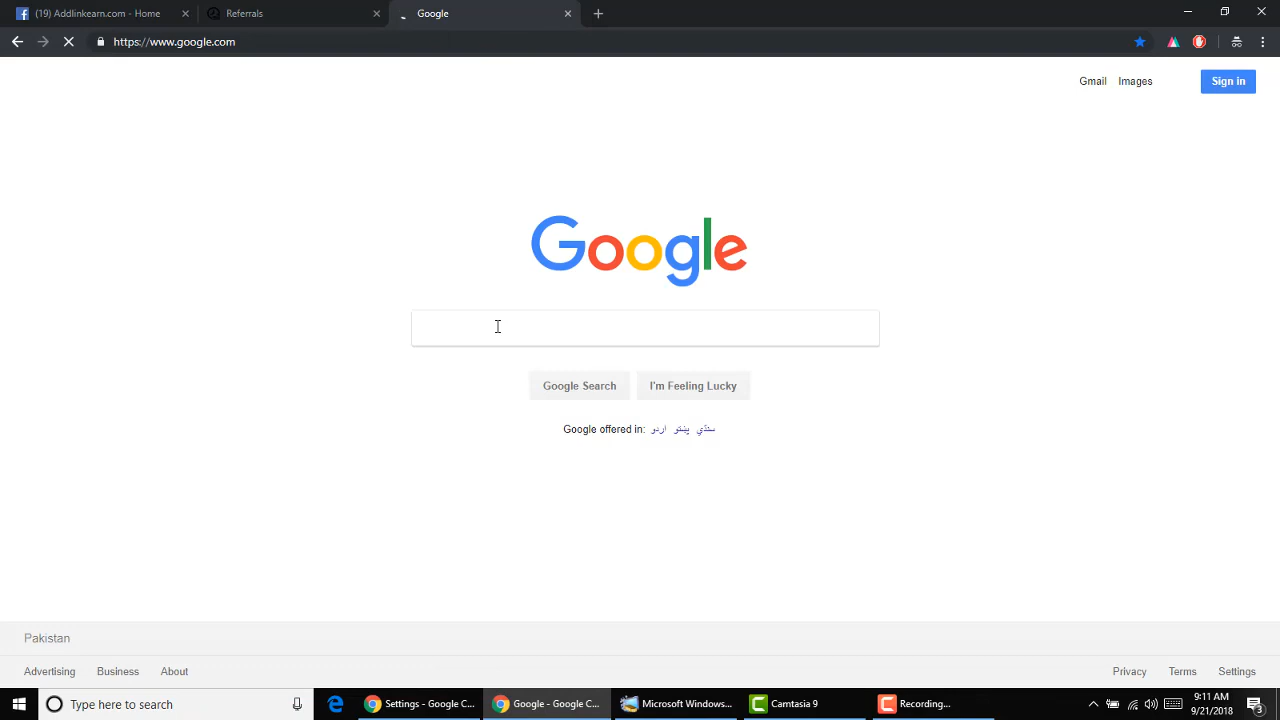 (19) Addlinkearn.com - Home
Referrals
Google
https://www.google.com
Gmail Images Sign in
Google
Google Search I'm Feeling Lucky
Google offered in: اردو پښتو سنڌي
Pakistan
Advertising Business About
Privacy Terms Settings
Type here to search
Settings - Google C...
Google - Google C...
Microsoft Windows...
Camtasia 9
Recording...
9:11 AM
9/21/2018
3